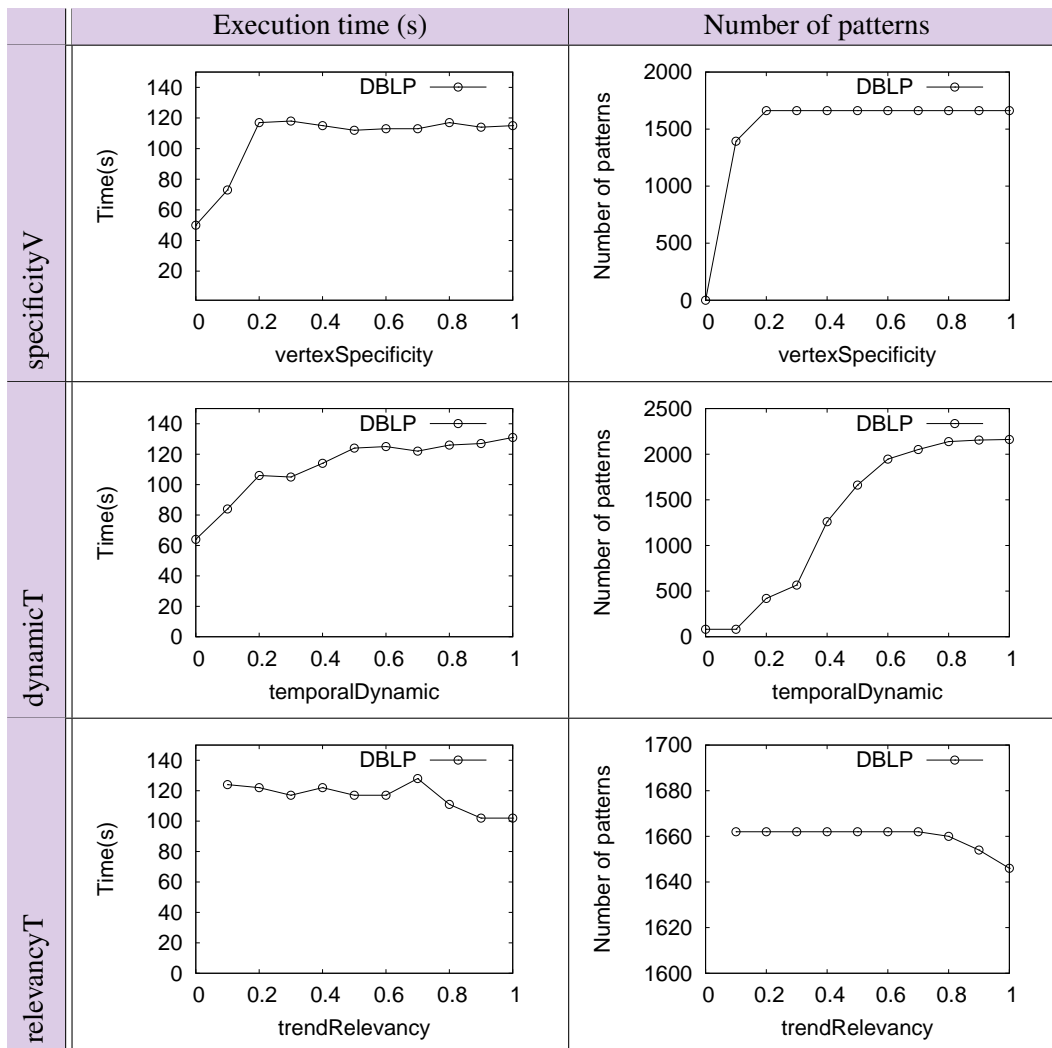 Execution time (s)
Number of patterns
specificityV
Time(s)
140
120
100
80
60
40
20
0 0.2 0.4 0.6 0.8 1
vertexSpecificity
DBLP
Number of patterns
2000
1500
1000
500
0
0 0.2 0.4 0.6 0.8 1
vertexSpecificity
DBLP
dynamicT
Time(s)
140
120
100
80
60
40
20
0
0 0.2 0.4 0.6 0.8 1
temporalDynamic
DBLP
Number of patterns
2500
2000
1500
1000
500
0
0 0.2 0.4 0.6 0.8 1
temporalDynamic
DBLP
relevancyT
Time(s)
140
120
100
80
60
40
20
0
0 0.2 0.4 0.6 0.8 1
trendRelevancy
DBLP
Number of patterns
1700
1680
1660
1640
1620
1600
0 0.2 0.4 0.6 0.8 1
trendRelevancy
DBLP